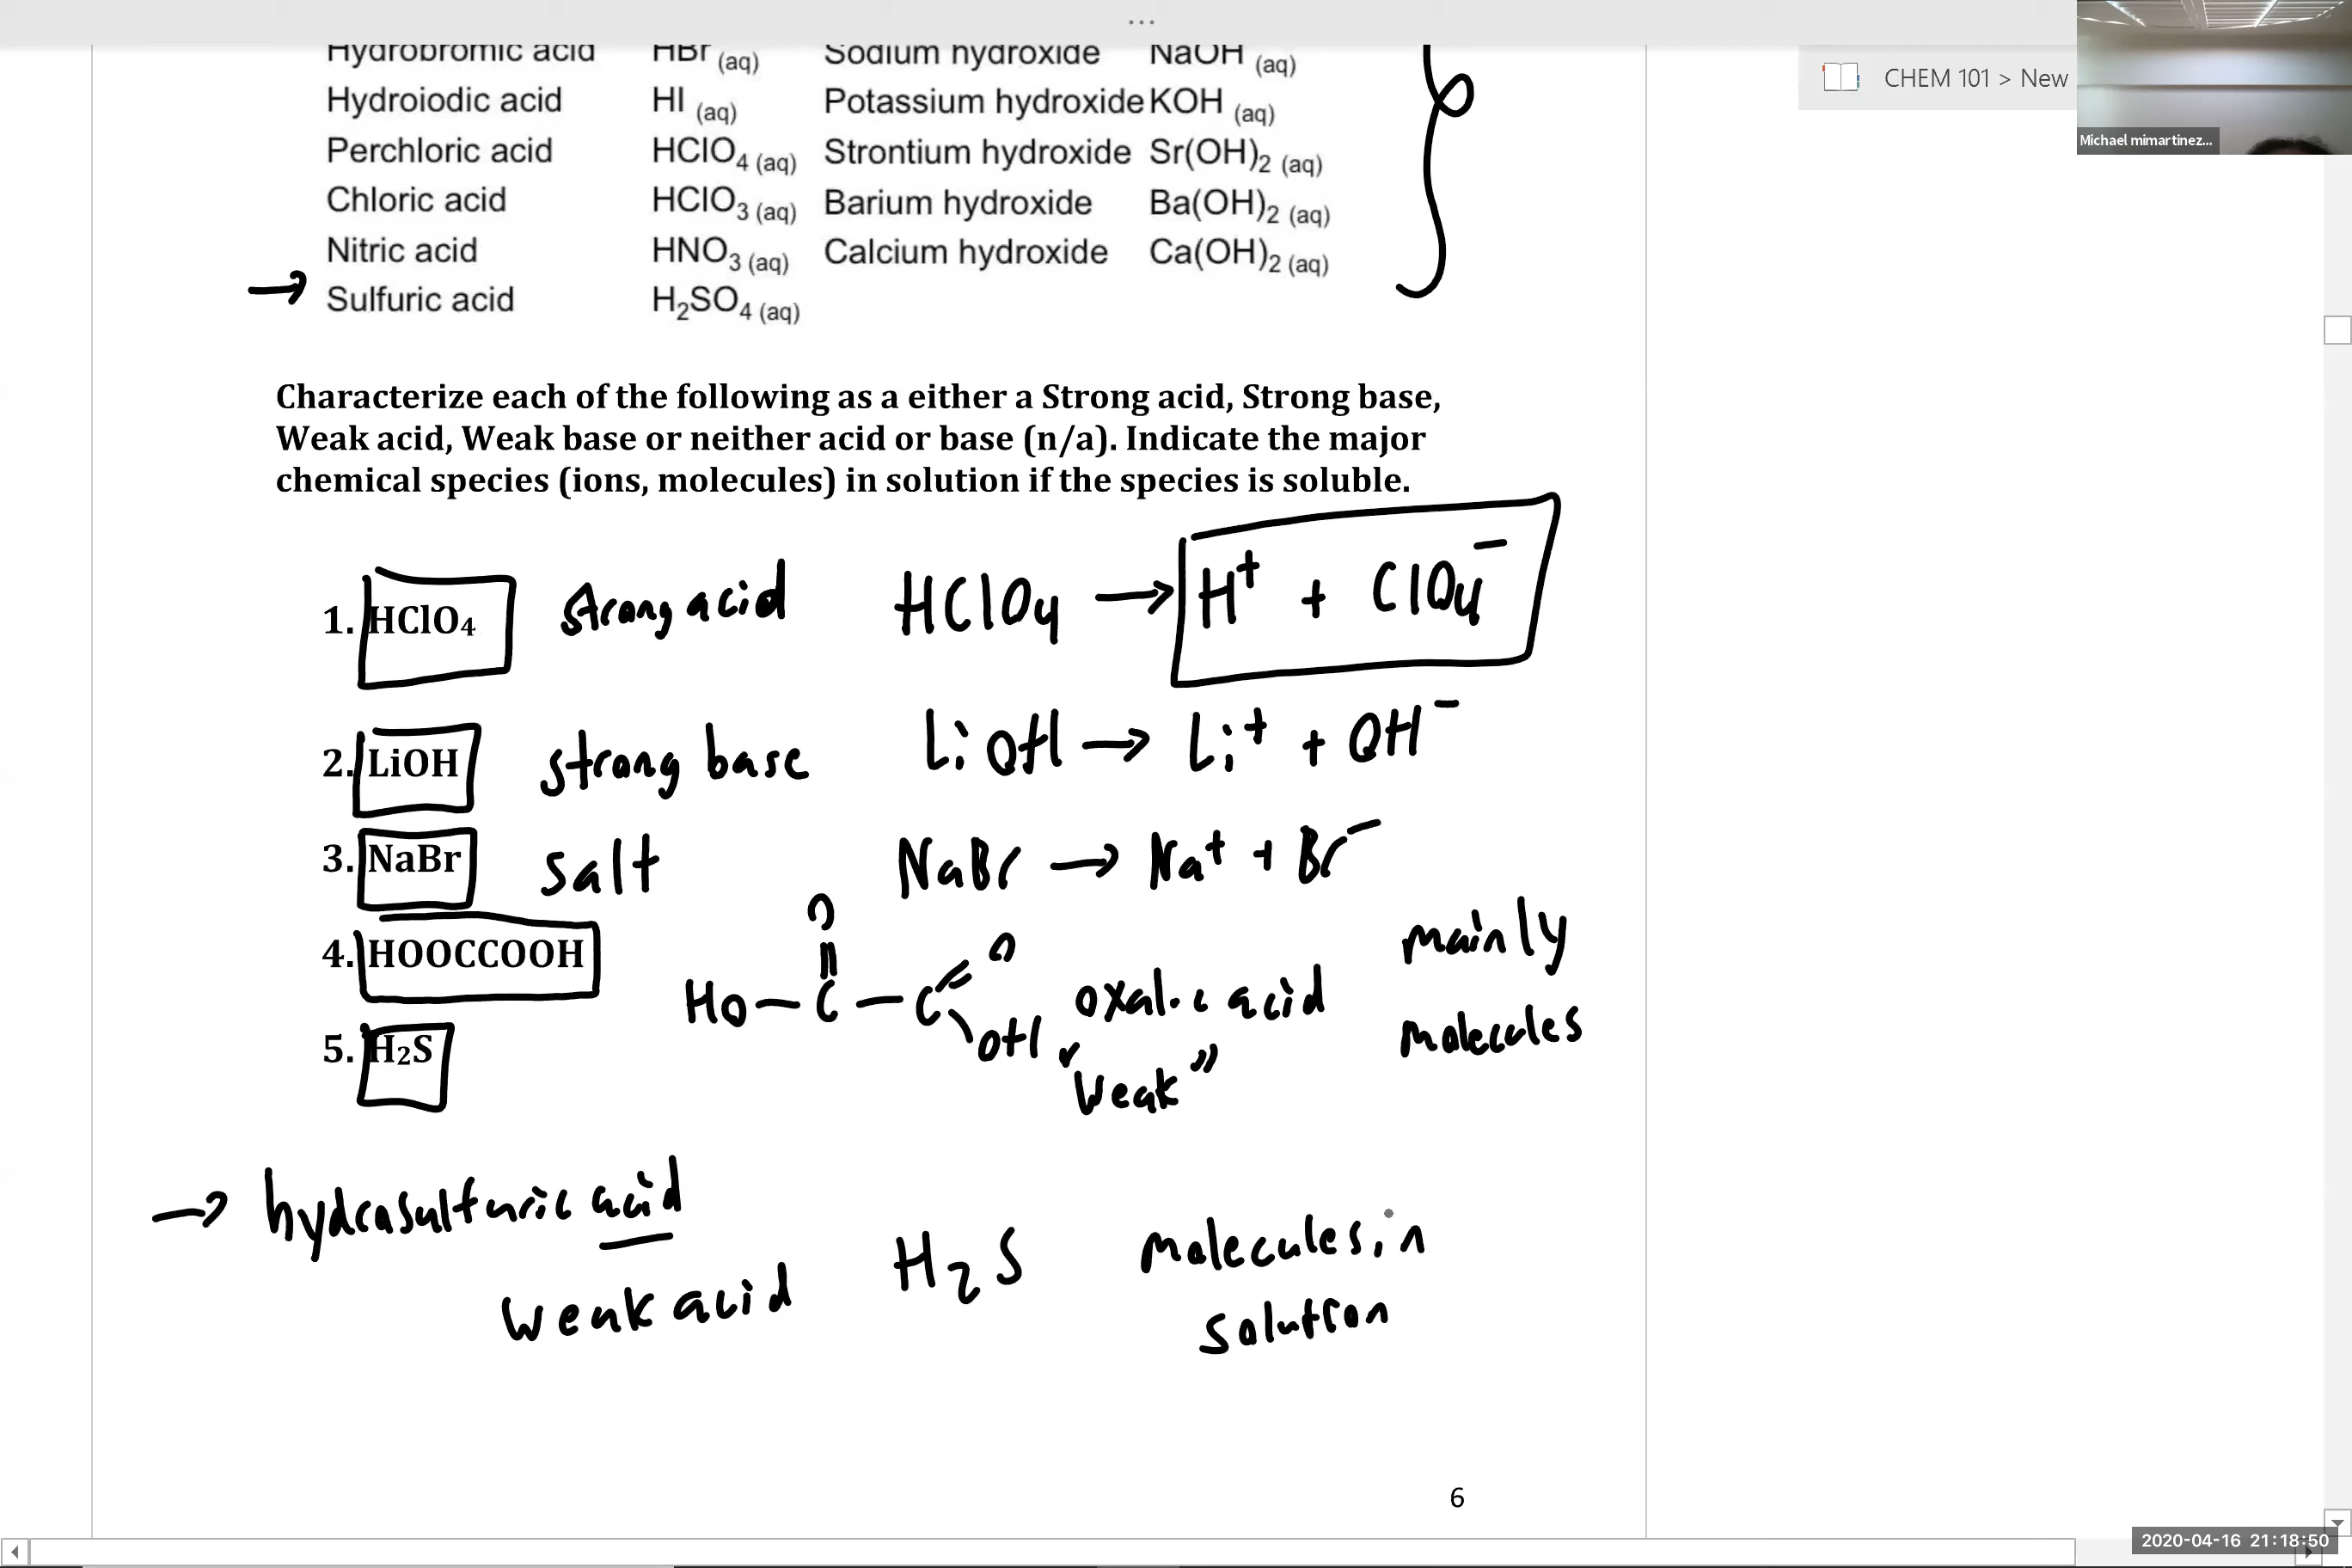 ...
CHEM 101 > New
Michael mimartinez...
Hydrobromic acid HBr (aq) Sodium hydroxide NaOH (aq)
Hydroiodic acid HI (aq) Potassium hydroxide KOH (aq)
Perchloric acid HClO4 (aq) Strontium hydroxide Sr(OH)2 (aq)
Chloric acid HClO3 (aq) Barium hydroxide Ba(OH)2 (aq)
Nitric acid HNO3 (aq) Calcium hydroxide Ca(OH)2 (aq)
→ Sulfuric acid H2SO4 (aq)
Characterize each of the following as a either a Strong acid, Strong base,
Weak acid, Weak base or neither acid or base (n/a). Indicate the major
chemical species (ions, molecules) in solution if the species is soluble.
1. HClO4 strong acid HClO4 → H+ + ClO4−
2. LiOH strong base LiOH → Li+ + OH−
3. NaBr salt NaBr → Na+ + Br−
4. HOOCCOOH HO—C(=O)—C(=O)OH oxalic acid mainly
molecules
"Weak"
5. H2S
→ hydrosulfuric acid
weak acid H2S molecules in
solution
6
2020-04-16 21:18:50